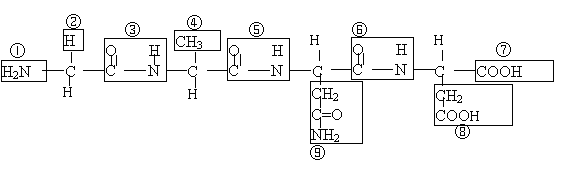 ① ② ③ ④ ⑤ ⑥ ⑦
H O H CH3 O H H O H H
H2N C C N C C N C C N C COOH
H H CH2 CH2
C=O COOH
NH2 ⑧
⑨